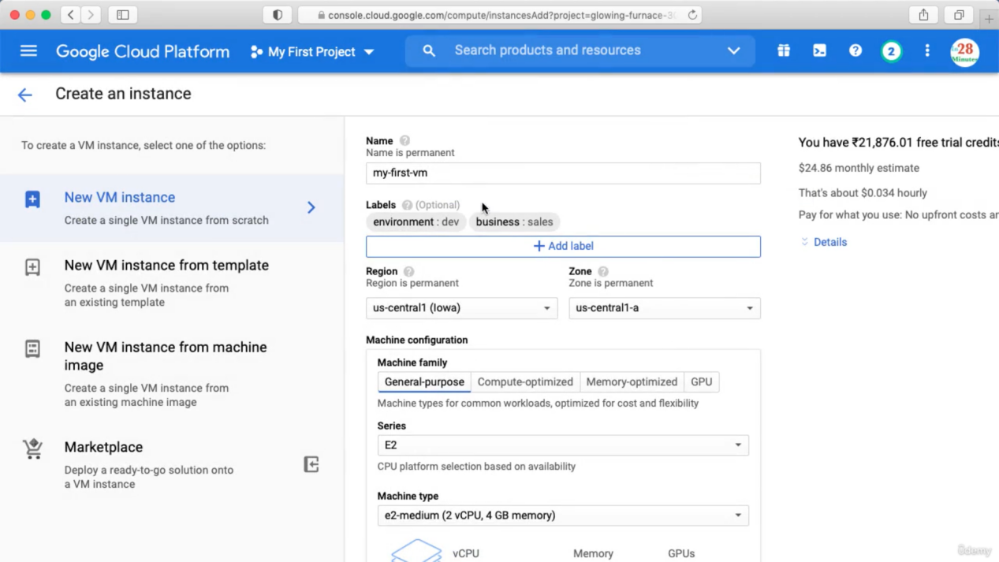 console.cloud.google.com/compute/instancesAdd?project=glowing-furnace-3
Google Cloud Platform
My First Project
Search products and resources
2
in28
Minutes
Create an instance
To create a VM instance, select one of the options:
New VM instance
Create a single VM instance from scratch
New VM instance from template
Create a single VM instance from
an existing template
New VM instance from machine
image
Create a single VM instance from
an existing machine image
Marketplace
Deploy a ready-to-go solution onto
a VM instance
Name
Name is permanent
my-first-vm
Labels (Optional)
environment : dev business : sales
+ Add label
Region
Region is permanent
us-central1 (Iowa)
Zone
Zone is permanent
us-central1-a
Machine configuration
Machine family
General-purpose Compute-optimized Memory-optimized GPU
Machine types for common workloads, optimized for cost and flexibility
Series
E2
CPU platform selection based on availability
Machine type
e2-medium (2 vCPU, 4 GB memory)
vCPU Memory GPUs
You have ₹21,876.01 free trial credits
$24.86 monthly estimate
That's about $0.034 hourly
Pay for what you use: No upfront costs
Details
ûdemy